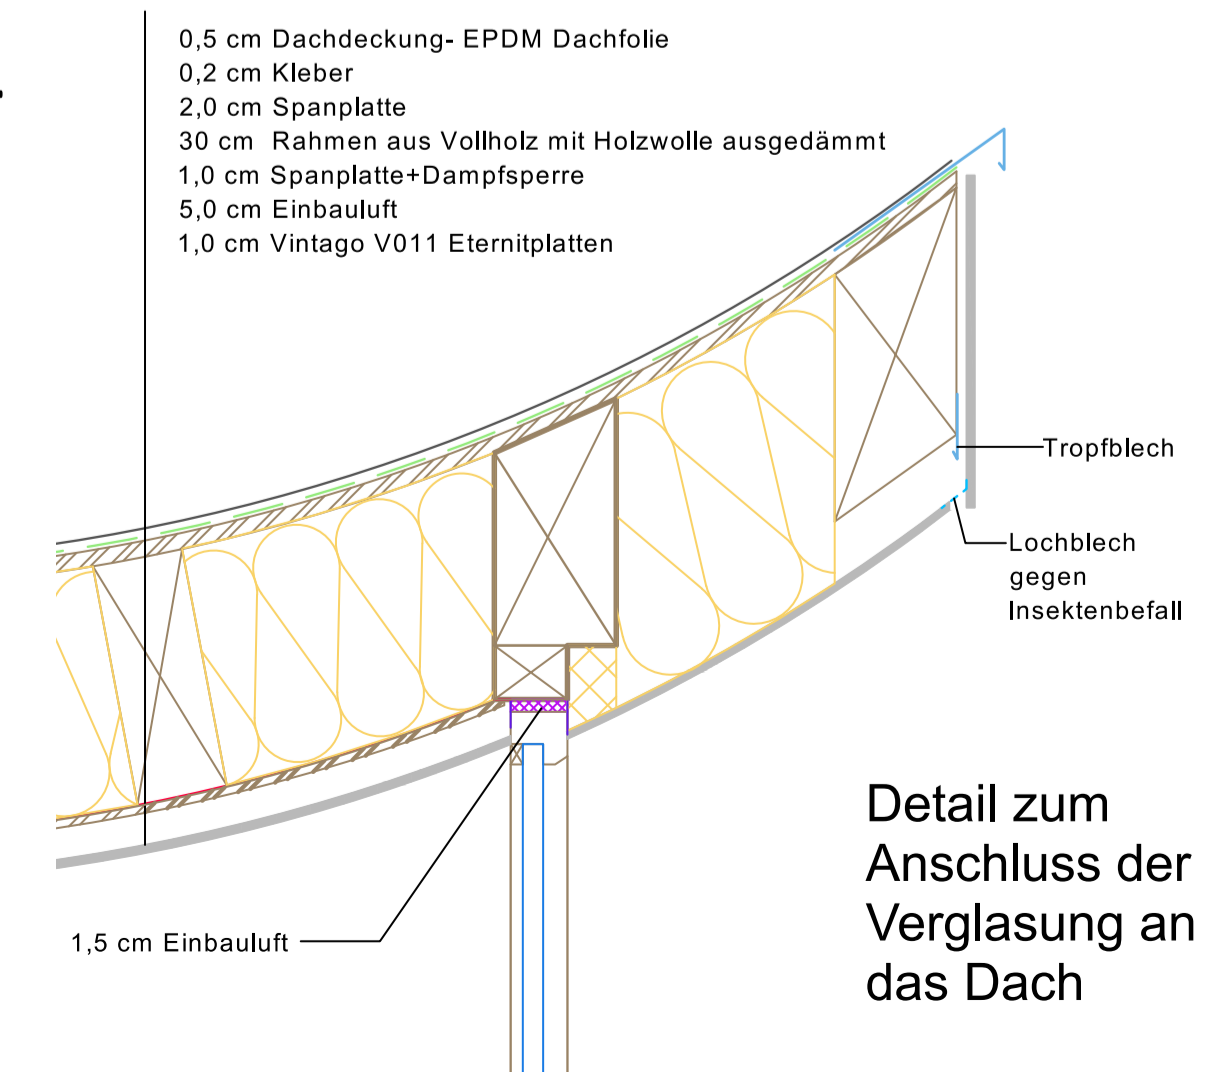 0,5 cm Dachdeckung- EPDM Dachfolie
0,2 cm Kleber
2,0 cm Spanplatte
30 cm Rahmen aus Vollholz mit Holzwolle ausgedämmt
1,0 cm Spanplatte+Dampfsperre
5,0 cm Einbauluft
1,0 cm Vintago V011 Eternitplatten
Tropfblech
Lochblech
gegen
Insektenbefall
1,5 cm Einbauluft
Detail zum
Anschluss der
Verglasung an
das Dach